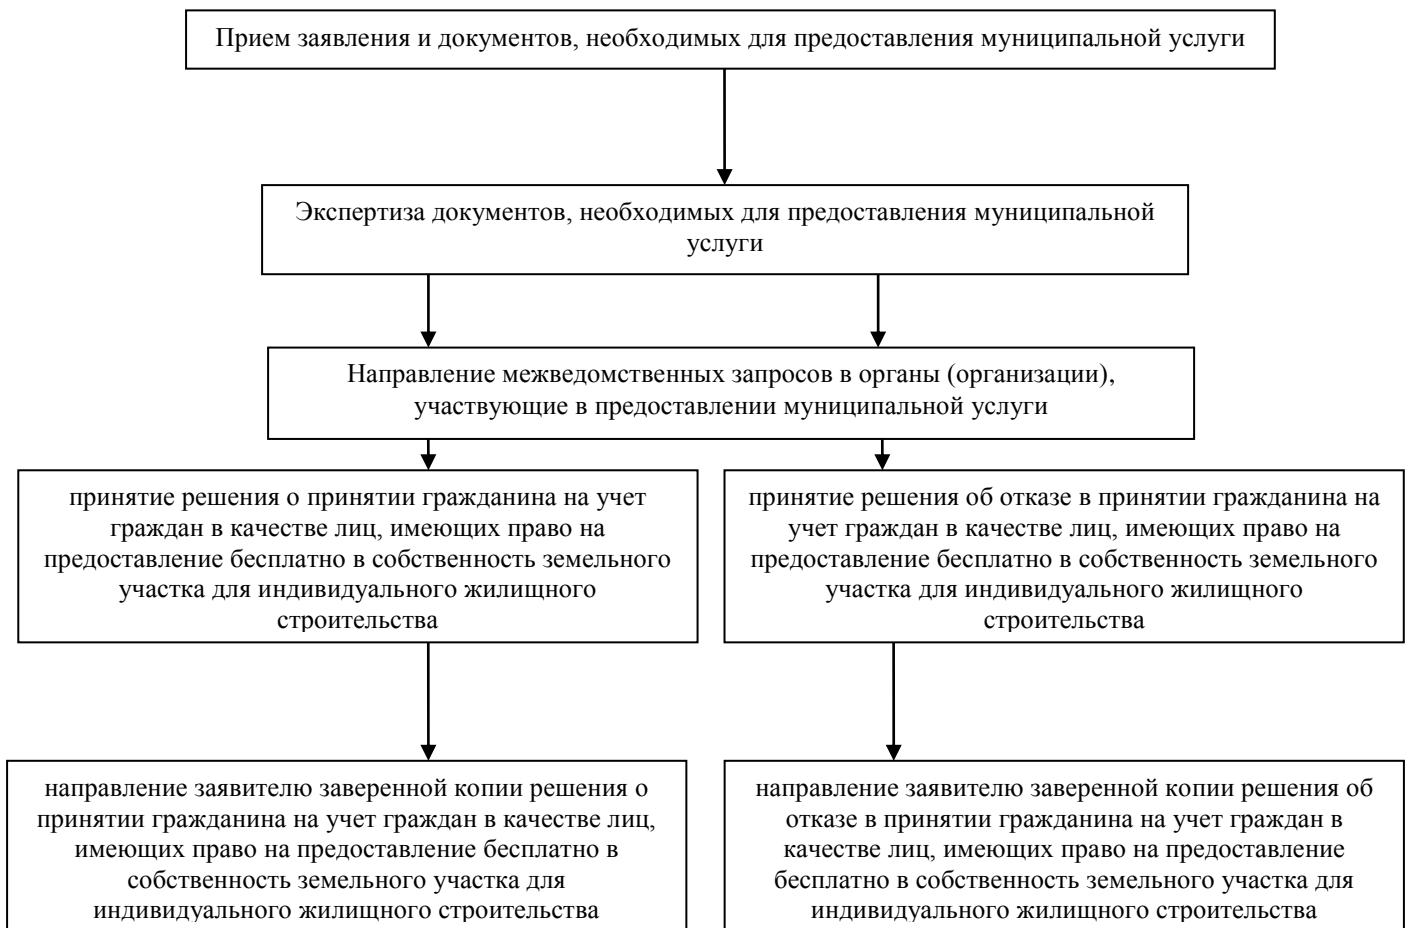 Прием заявления и документов, необходимых для предоставления муниципальной услуги
Экспертиза документов, необходимых для предоставления муниципальной
услуги
Направление межведомственных запросов в органы (организации),
участвующие в предоставлении муниципальной услуги
принятие решения о принятии гражданина на учет
граждан в качестве лиц, имеющих право на
предоставление бесплатно в собственность земельного
участка для индивидуального жилищного
строительства
принятие решения об отказе в принятии гражданина на
учет граждан в качестве лиц, имеющих право на
предоставление бесплатно в собственность земельного
участка для индивидуального жилищного
строительства
направление заявителю заверенной копии решения о
принятии гражданина на учет граждан в качестве лиц,
имеющих право на предоставление бесплатно в
собственность земельного участка для
индивидуального жилищного строительства
направление заявителю заверенной копии решения об
отказе в принятии гражданина на учет граждан в
качестве лиц, имеющих право на предоставление
бесплатно в собственность земельного участка для
индивидуального жилищного строительства